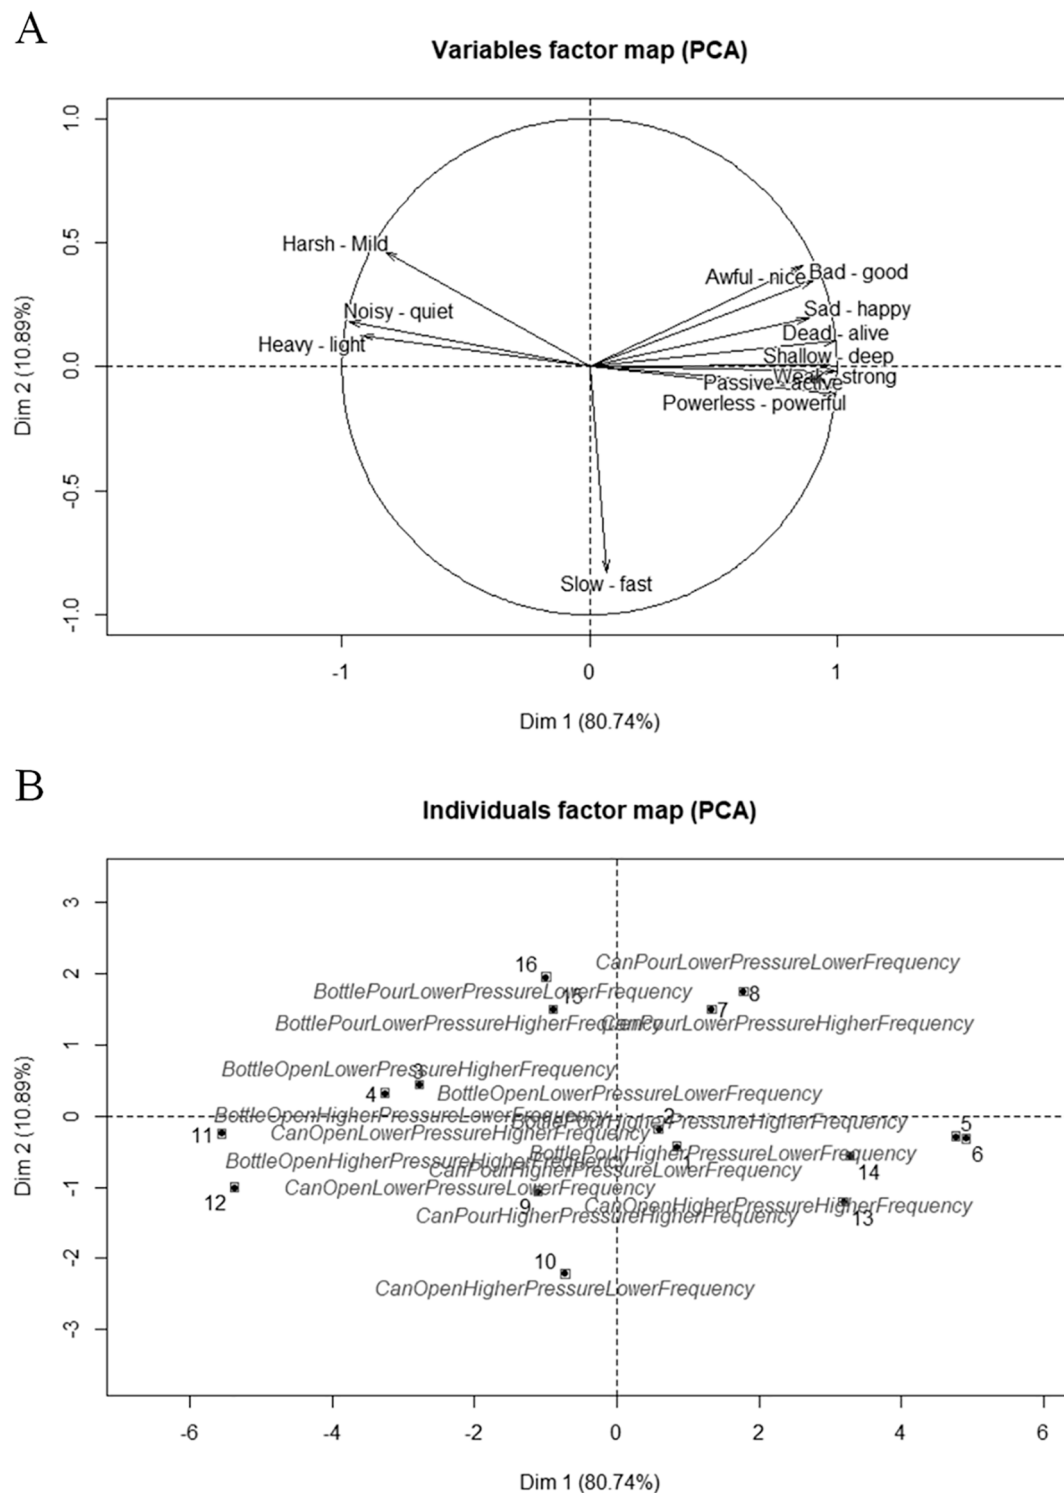 A
Variables factor map (PCA)
Dim 2 (10.89%)
1.0
0.5
0.0
-0.5
-1.0
Harsh - Mild
Noisy - quiet
Heavy - light
Awful - nice
Bad - good
Sad - happy
Dead - alive
Shallow - deep
Weak - strong
Passive - active
Powerless - powerful
Slow - fast
-1 0 1
Dim 1 (80.74%)
B
Individuals factor map (PCA)
Dim 2 (10.89%)
3
2
1
0
-1
-2
-3
16
CanPourLowerPressureLowerFrequency
BottlePourLowerPressureLowerFrequency
8
15
7
BottlePourLowerPressureHigherFrequency
CanPourLowerPressureHigherFrequency
BottleOpenLowerPressureHigherFrequency
3
4
BottleOpenLowerPressureLowerFrequency
BottleOpenHigherPressureLowerFrequency
2
BottlePourHigherPressureHigherFrequency
5
11
CanOpenLowerPressureHigherFrequency
6
BottleOpenHigherPressureHigherFrequency
BottlePourHigherPressureLowerFrequency
1
CanPourHigherPressureLowerFrequency
14
12
CanOpenLowerPressureLowerFrequency
9
CanOpenHigherPressureHigherFrequency
CanPourHigherPressureHigherFrequency
13
10
CanOpenHigherPressureLowerFrequency
-6 -4 -2 0 2 4 6
Dim 1 (80.74%)